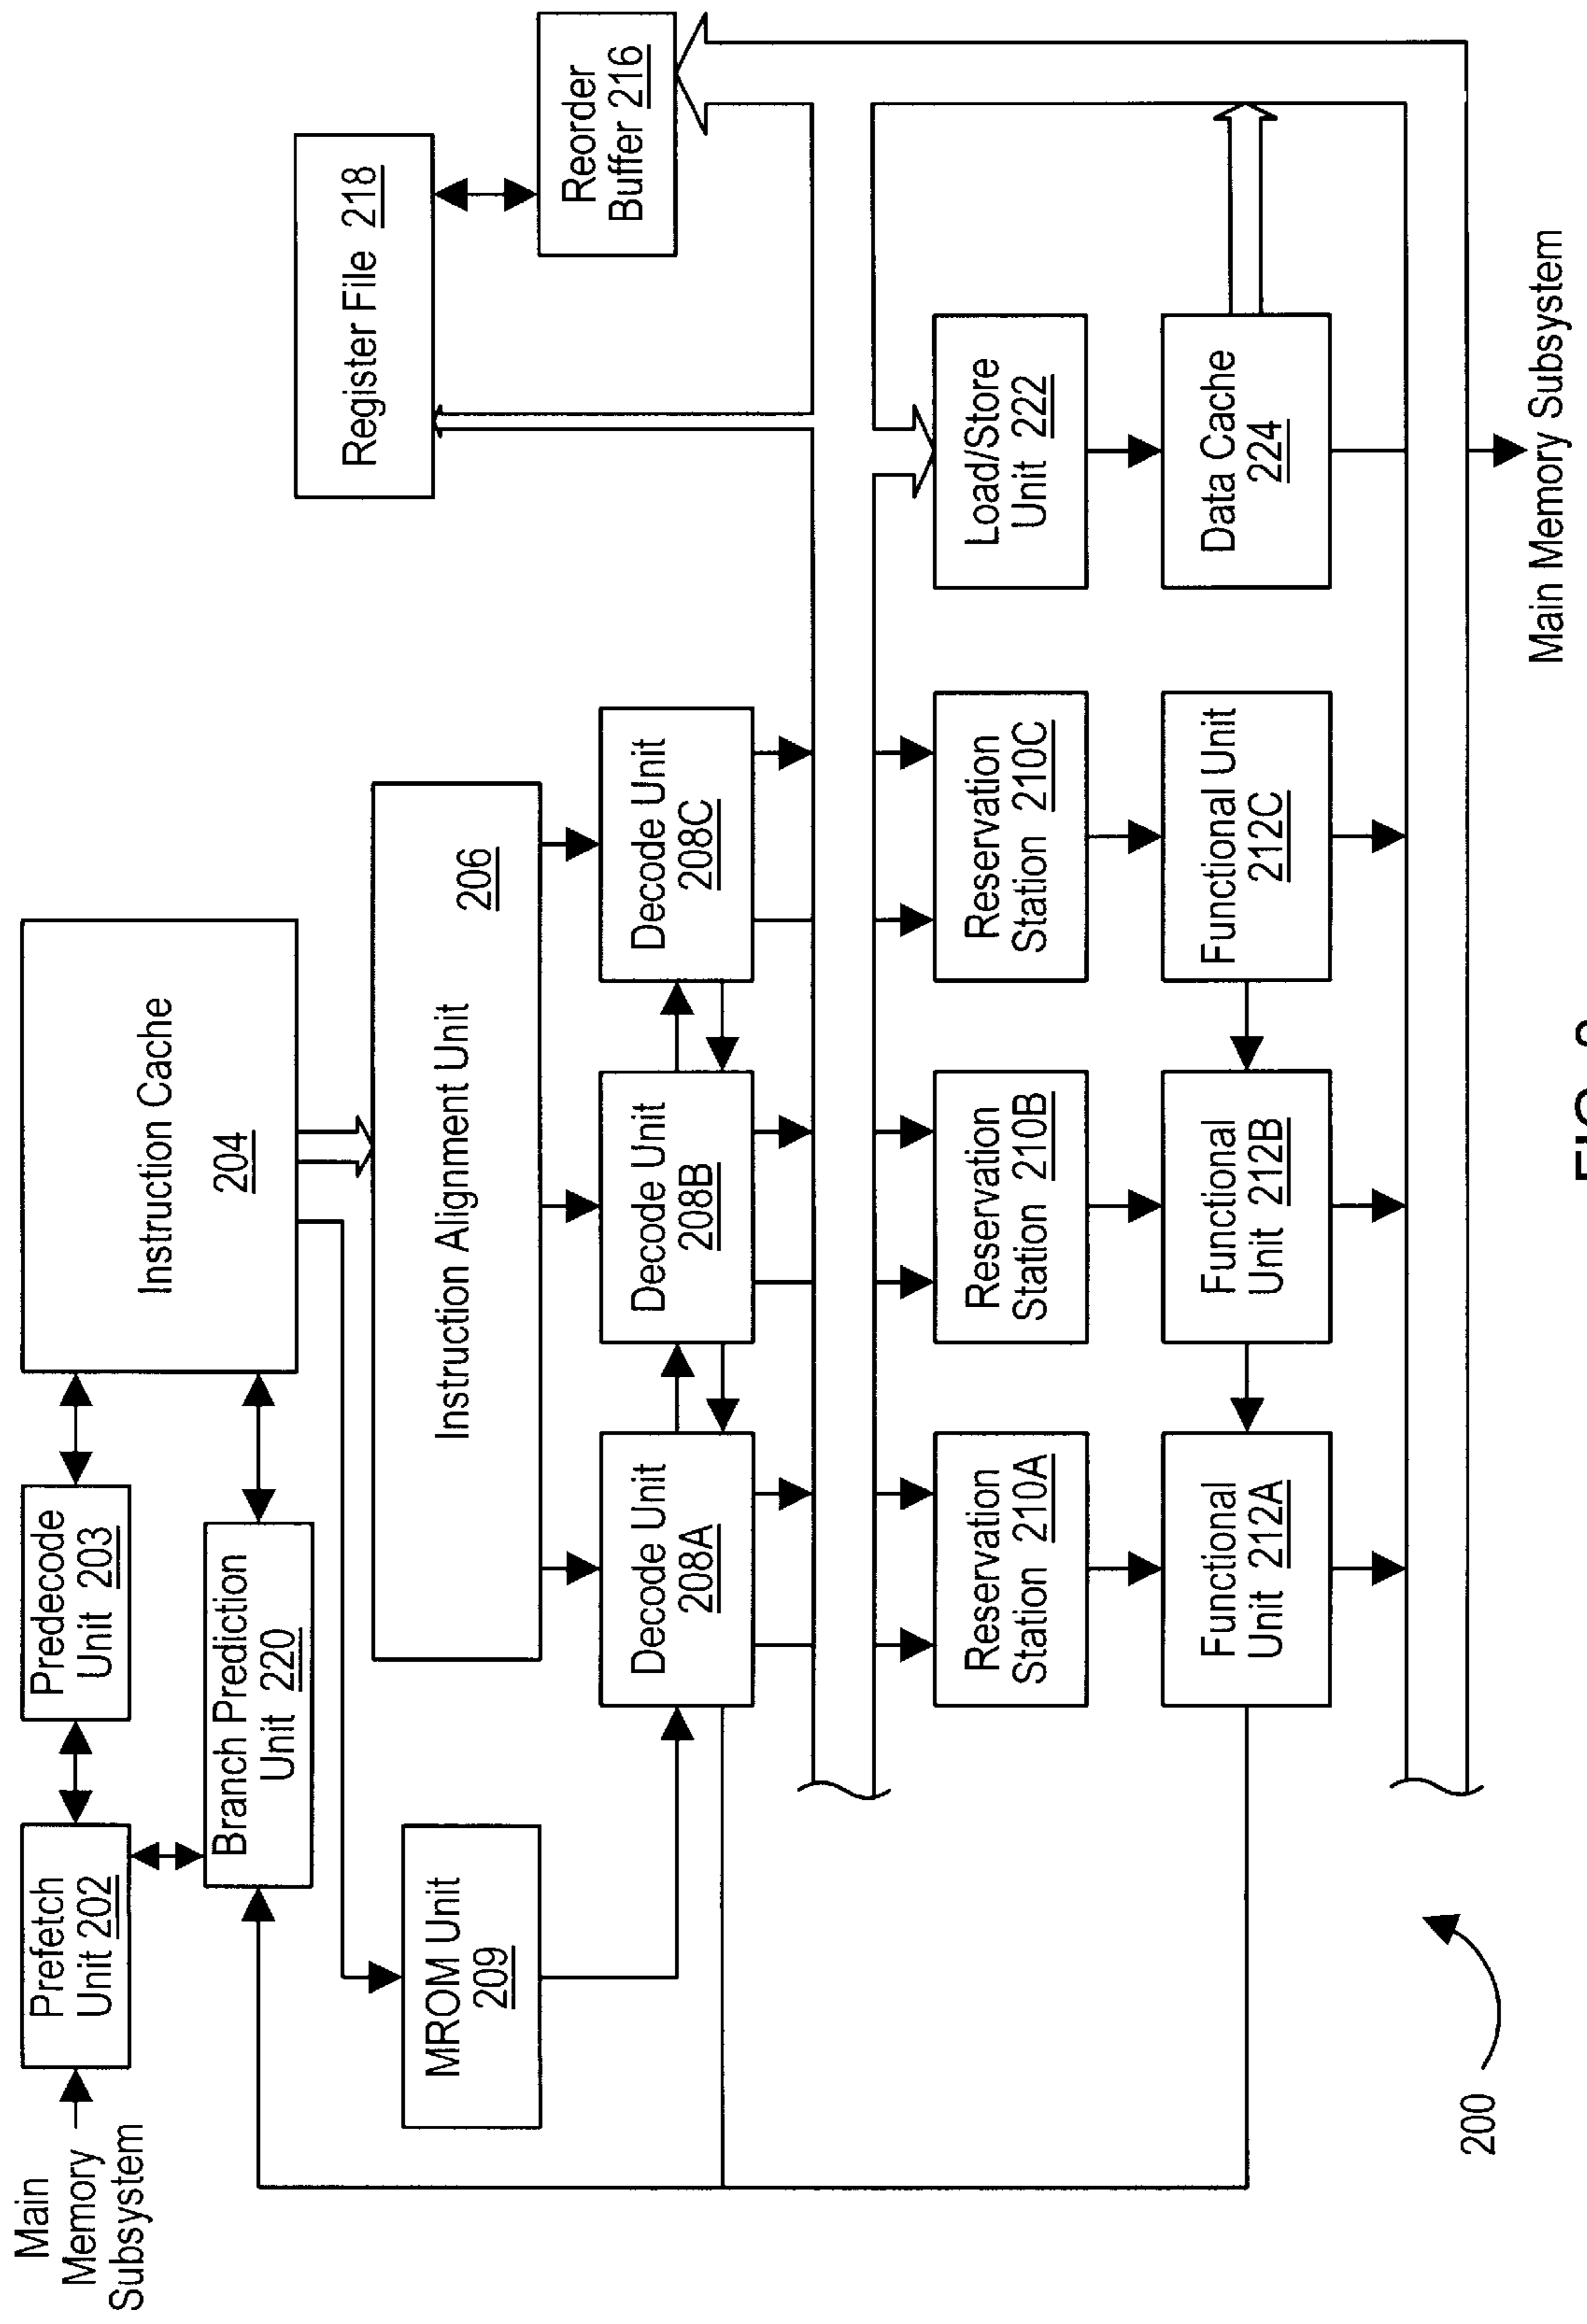 Main
Memory
Subsystem
Prefetch
Unit 202
Predecode
Unit 203
Branch Prediction
Unit 220
Instruction Cache
204
Register File 218
Reorder
Buffer 216
MROM Unit
209
Instruction Alignment Unit
206
Decode Unit
208A
Decode Unit
208B
Decode Unit
208C
Reservation
Station 210A
Reservation
Station 210B
Reservation
Station 210C
Load/Store
Unit 222
Functional
Unit 212A
Functional
Unit 212B
Functional Unit
212C
Data Cache
224
Main Memory Subsystem
200
FIG.